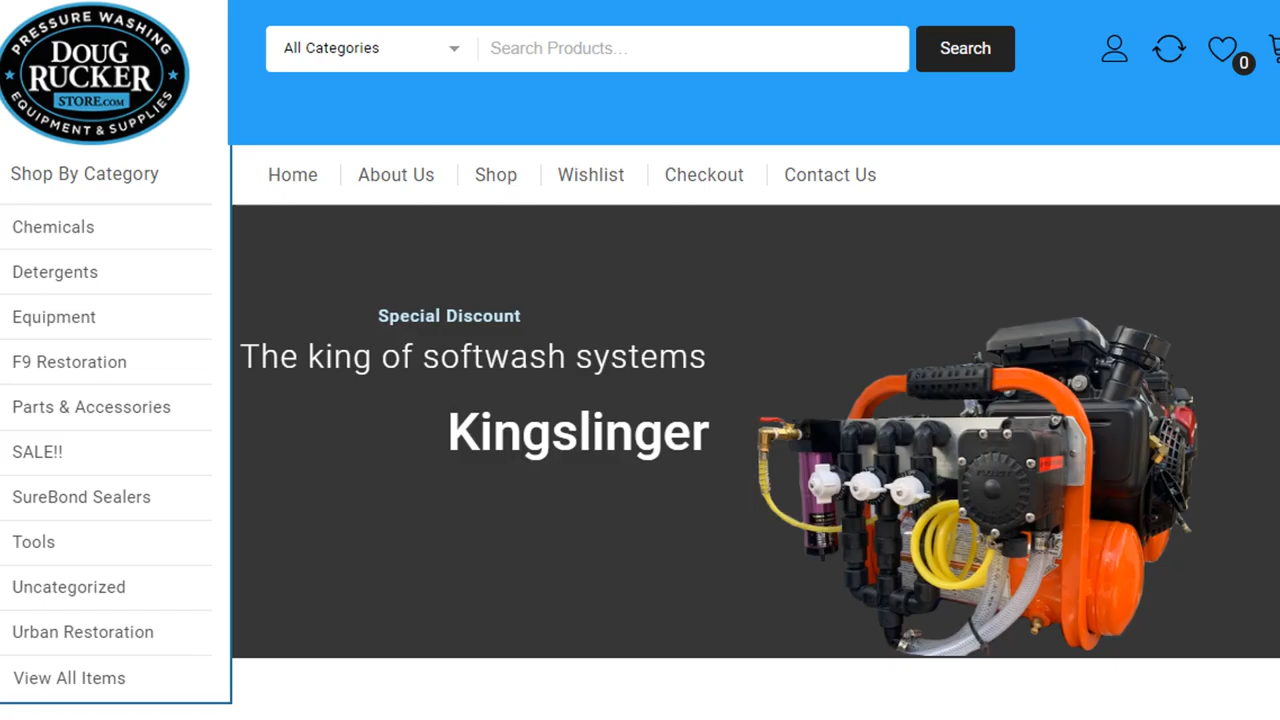 PRESSURE WASHING
DOUG
RUCKER
STORE.COM
EQUIPMENT & SUPPLIES
All Categories
Search Products...
Search
0
Shop By Category
Home
About Us
Shop
Wishlist
Checkout
Contact Us
Chemicals
Detergents
Equipment
F9 Restoration
Parts & Accessories
SALE!!
SureBond Sealers
Tools
Uncategorized
Urban Restoration
View All Items
Special Discount
The king of softwash systems
Kingslinger